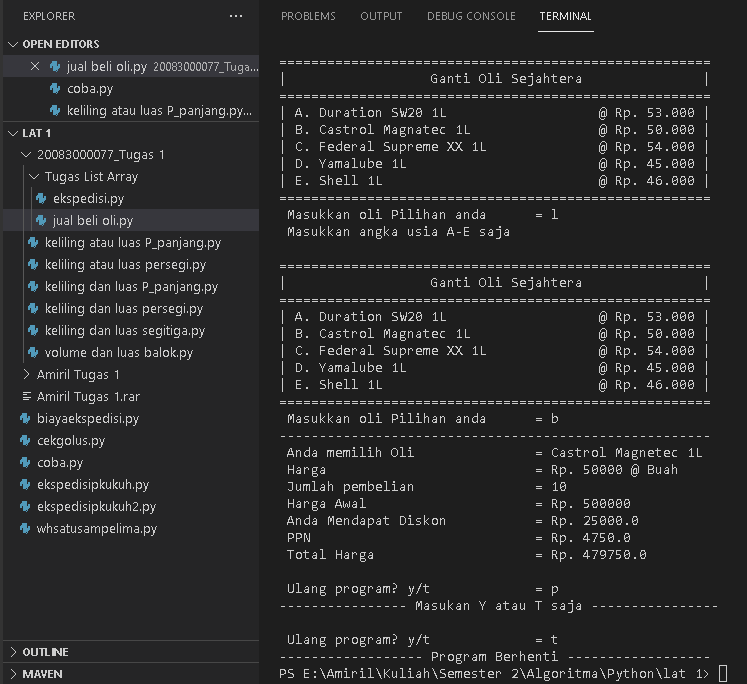 EXPLORER ...
OPEN EDITORS
jual beli oli.py 20083000077_Tuga...
coba.py
keliling atau luas P_panjang.py...
LAT 1
20083000077_Tugas 1
Tugas List Array
ekspedisi.py
jual beli oli.py
keliling atau luas P_panjang.py
keliling atau luas persegi.py
keliling dan luas P_panjang.py
keliling dan luas persegi.py
keliling dan luas segitiga.py
volume dan luas balok.py
Amiril Tugas 1
Amiril Tugas 1.rar
biayaekspedisi.py
cekgolus.py
coba.py
ekspedisipkukuh.py
ekspedisipkukuh2.py
whsatusampelima.py
OUTLINE
MAVEN
PROBLEMS OUTPUT DEBUG CONSOLE TERMINAL
======================================================
| Ganti Oli Sejahtera |
======================================================
| A. Duration SW20 1L @ Rp. 53.000 |
| B. Castrol Magnatec 1L @ Rp. 50.000 |
| C. Federal Supreme XX 1L @ Rp. 54.000 |
| D. Yamalube 1L @ Rp. 45.000 |
| E. Shell 1L @ Rp. 46.000 |
======================================================
Masukkan oli Pilihan anda = l
Masukkan angka usia A-E saja
======================================================
| Ganti Oli Sejahtera |
======================================================
| A. Duration SW20 1L @ Rp. 53.000 |
| B. Castrol Magnatec 1L @ Rp. 50.000 |
| C. Federal Supreme XX 1L @ Rp. 54.000 |
| D. Yamalube 1L @ Rp. 45.000 |
| E. Shell 1L @ Rp. 46.000 |
======================================================
Masukkan oli Pilihan anda = b
------------------------------------------------------
Anda memilih Oli = Castrol Magnetec 1L
Harga = Rp. 50000 @ Buah
Jumlah pembelian = 10
Harga Awal = Rp. 500000
Anda Mendapat Diskon = Rp. 25000.0
PPN = Rp. 4750.0
Total Harga = Rp. 479750.0
Ulang program? y/t = p
---------------- Masukan Y atau T saja ----------------
Ulang program? y/t = t
------------------ Program Berhenti ------------------
PS E:\Amiril\Kuliah\Semester 2\Algoritma\Python\lat 1>